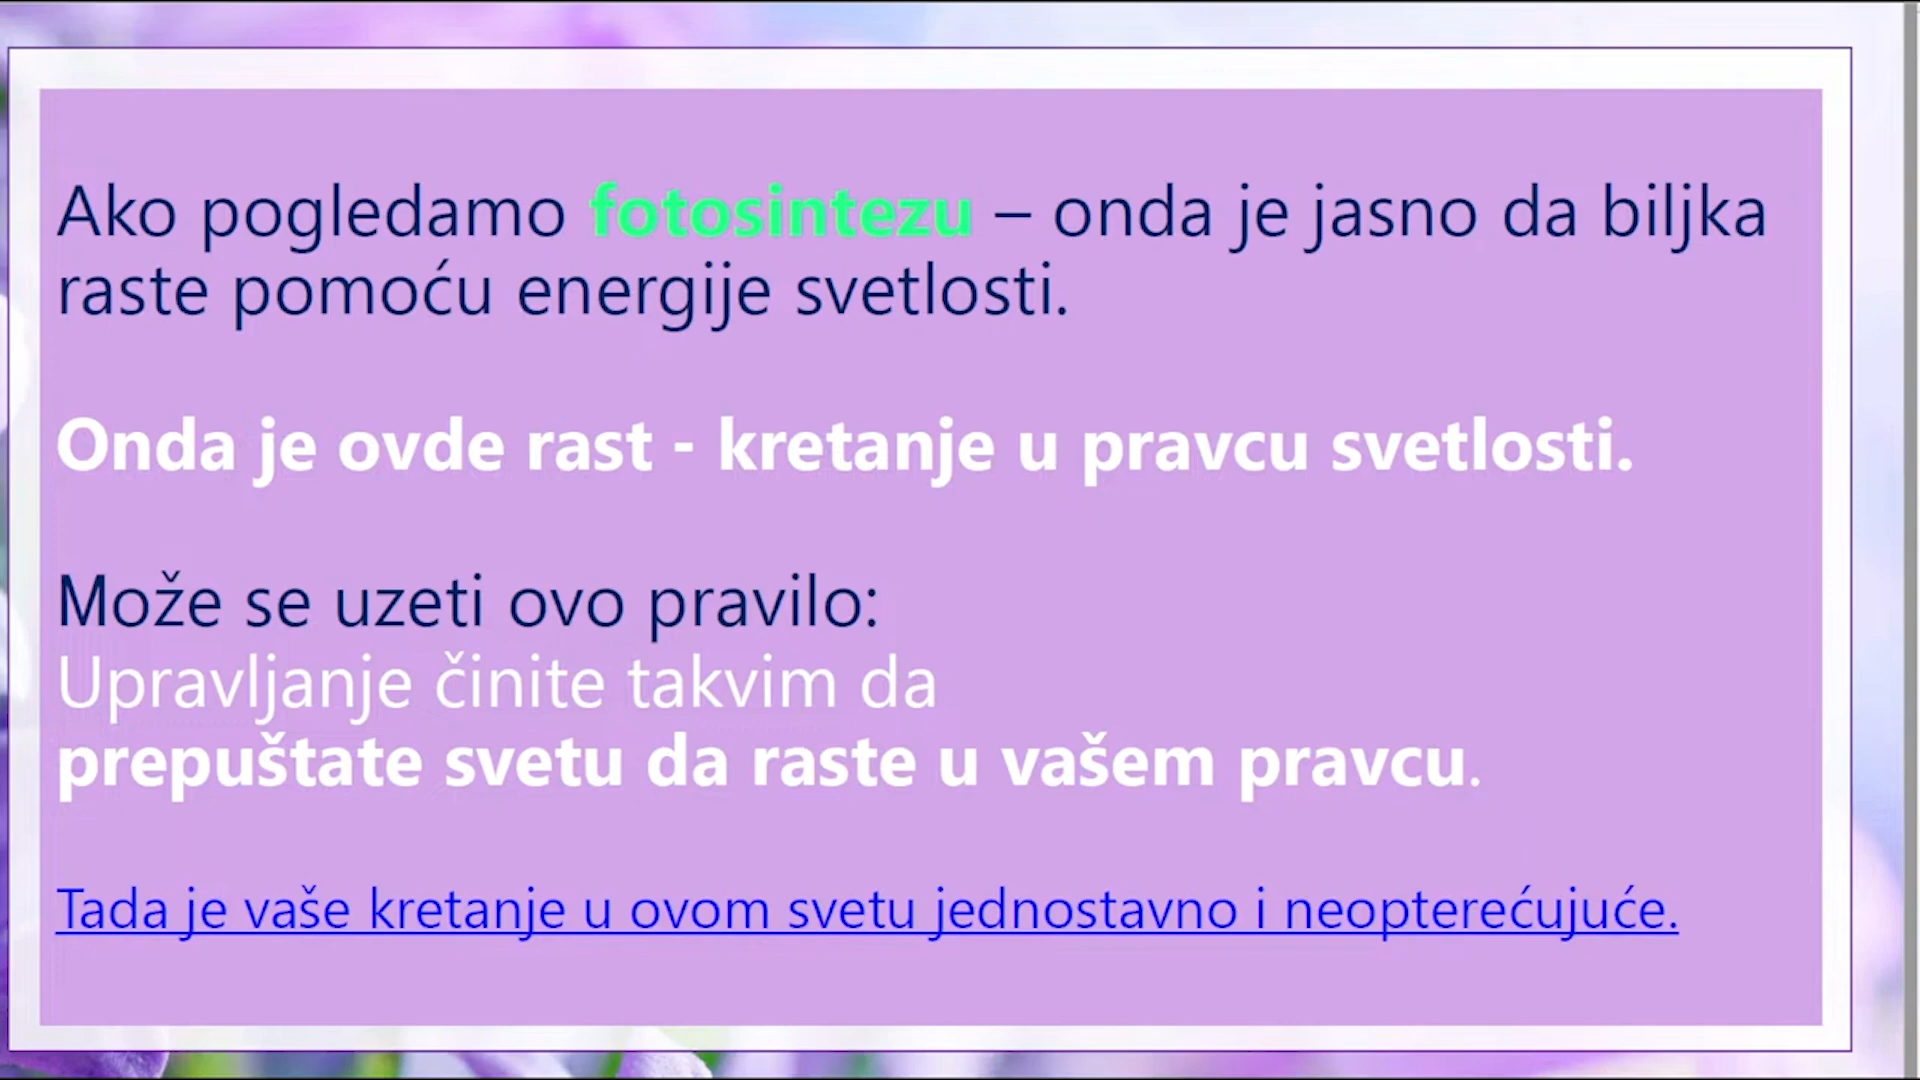 Ako pogledamo fotosintezu – onda je jasno da biljka
raste pomoću energije svetlosti.
Onda je ovde rast - kretanje u pravcu svetlosti.
Može se uzeti ovo pravilo:
Upravljanje činite takvim da
prepuštate svetu da raste u vašem pravcu.
Tada je vaše kretanje u ovom svetu jednostavno i neopterećujuće.